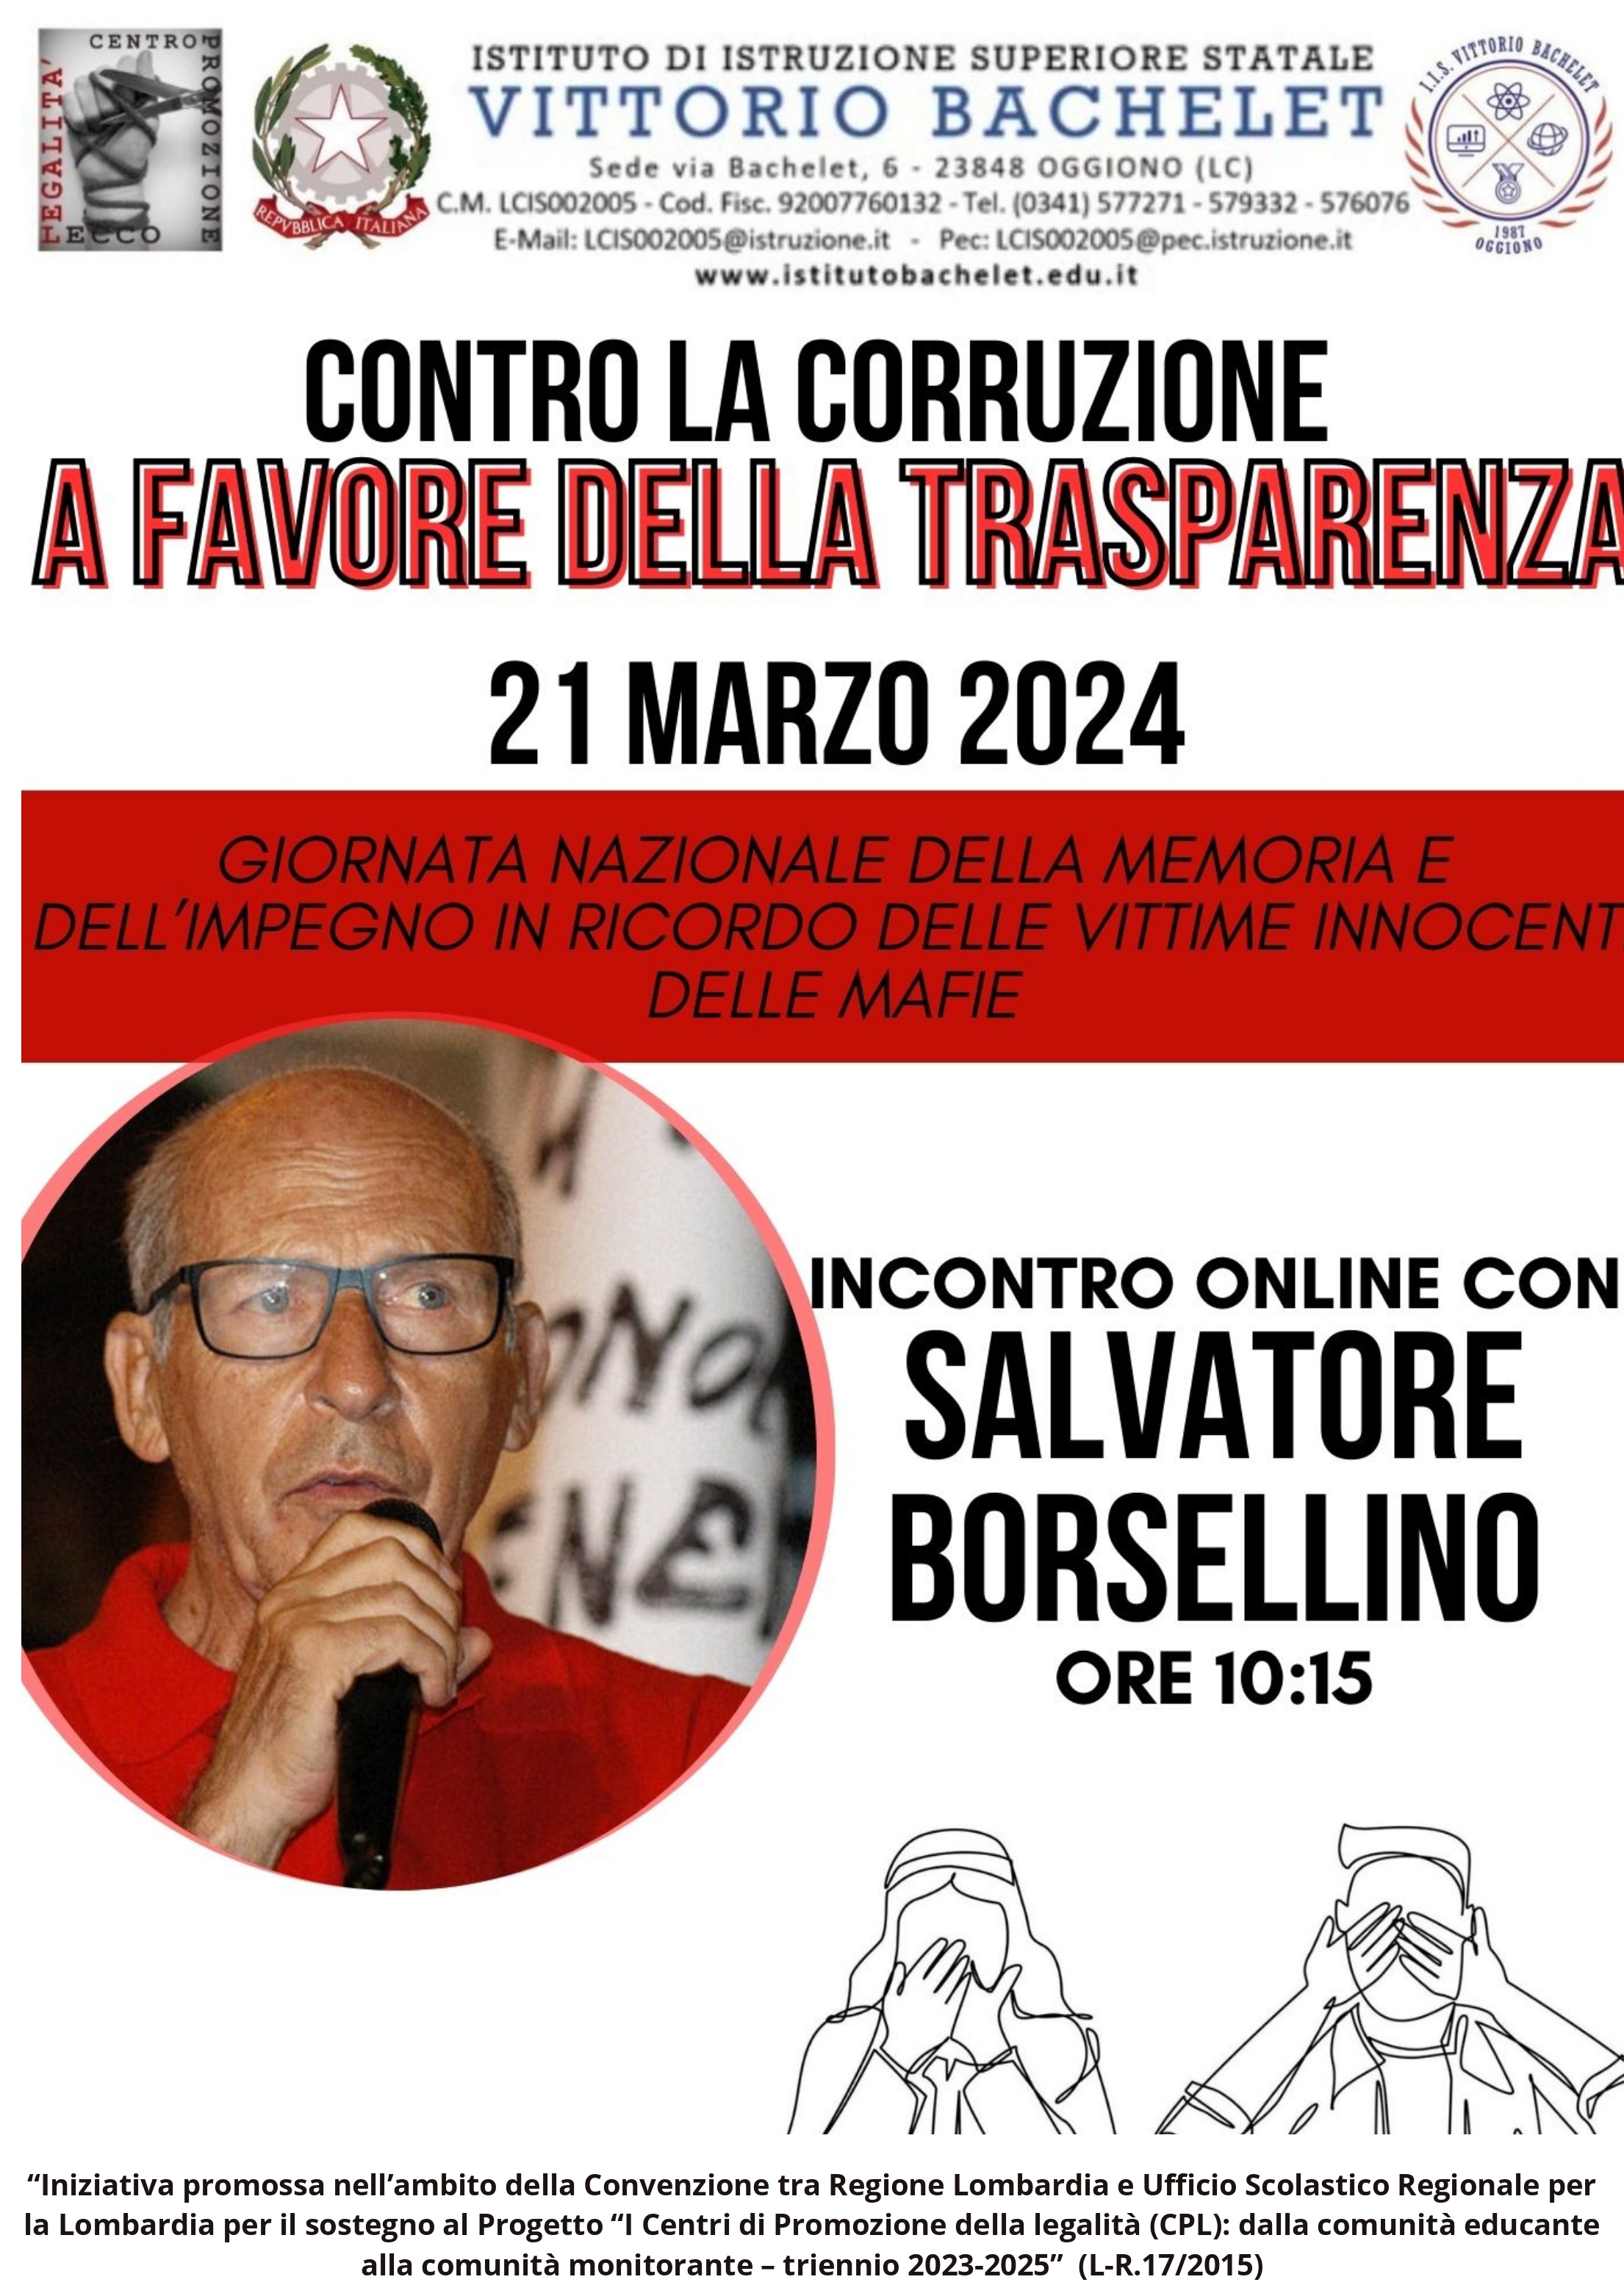 CENTRO
PROMOZIONE
LEGALITA'
LECCO
REPVBBLICA ITALIANA
ISTITUTO DI ISTRUZIONE SUPERIORE STATALE
VITTORIO BACHELET
Sede via Bachelet, 6 - 23848 OGGIONO (LC)
C.M. LCIS002005 - Cod. Fisc. 92007760132 - Tel. (0341) 577271 - 579332 - 576076
E-Mail: LCIS002005@istruzione.it - Pec: LCIS002005@pec.istruzione.it
www.istitutobachelet.edu.it
I.I.S. VITTORIO BACHELET
1987
OGGIONO
CONTRO LA CORRUZIONE
A FAVORE DELLA TRASPARENZA
21 MARZO 2024
GIORNATA NAZIONALE DELLA MEMORIA E
DELL'IMPEGNO IN RICORDO DELLE VITTIME INNOCENT
DELLE MAFIE
INCONTRO ONLINE CON
SALVATORE
BORSELLINO
ORE 10:15
“Iniziativa promossa nell’ambito della Convenzione tra Regione Lombardia e Ufficio Scolastico Regionale per
la Lombardia per il sostegno al Progetto “I Centri di Promozione della legalità (CPL): dalla comunità educante
alla comunità monitorante – triennio 2023-2025” (L-R.17/2015)